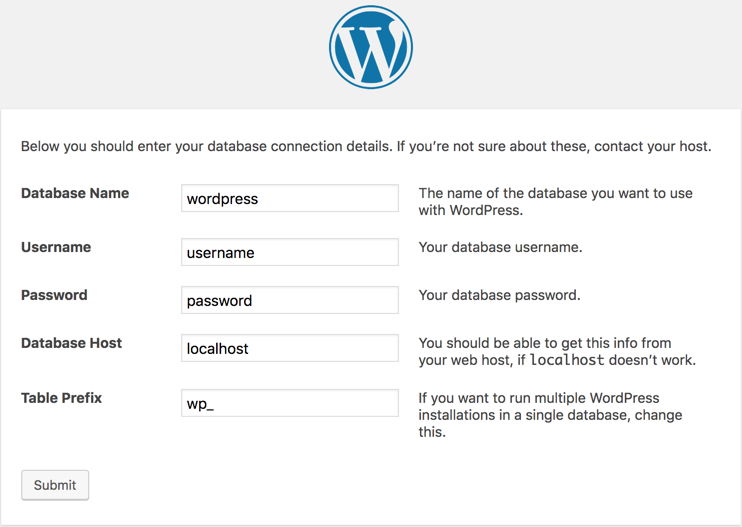 Below you should enter your database connection details. If you’re not sure about these, contact your host.
Database Name
wordpress
The name of the database you want to use
with WordPress.
Username
username
Your database username.
Password
password
Your database password.
Database Host
localhost
You should be able to get this info from
your web host, if localhost doesn’t work.
Table Prefix
wp_
If you want to run multiple WordPress
installations in a single database, change
this.
Submit